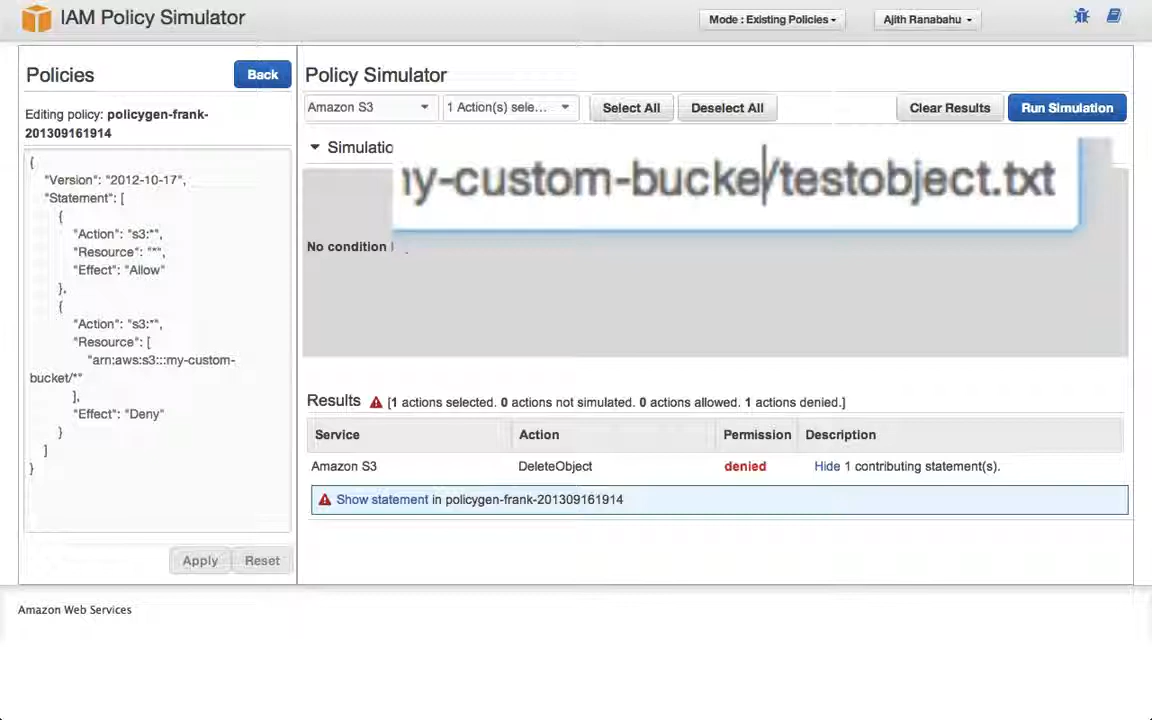 IAM Policy Simulator
Mode : Existing Policies
Ajith Ranabahu
Policies
Back
Editing policy: policygen-frank-
201309161914
{
"Version": "2012-10-17",
"Statement": [
{
"Action": "s3:*",
"Resource": "*",
"Effect": "Allow"
},
{
"Action": "s3:*",
"Resource": [
"arn:aws:s3:::my-custom-
bucket/*"
],
"Effect": "Deny"
}
]
}
Apply
Reset
Policy Simulator
Amazon S3
1 Action(s) sele...
Select All
Deselect All
Clear Results
Run Simulation
Simulatio
y-custom-bucke/testobject.txt
No condition
Results [1 actions selected. 0 actions not simulated. 0 actions allowed. 1 actions denied.]
Service Action Permission Description
Amazon S3 DeleteObject denied Hide 1 contributing statement(s).
Show statement in policygen-frank-201309161914
Amazon Web Services